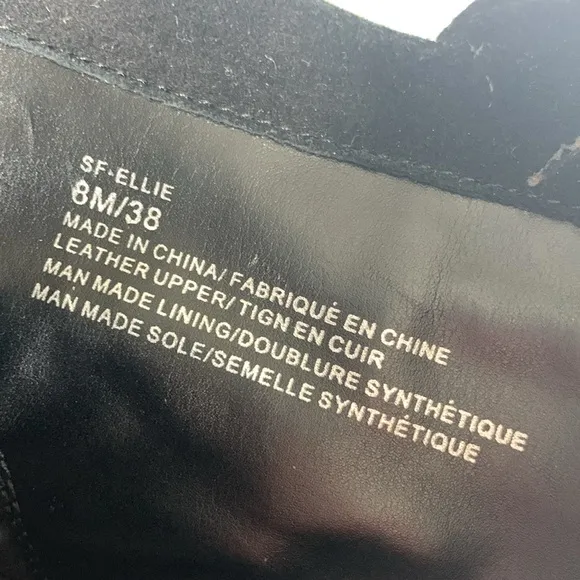 SF-ELLIE
8M/38
MADE IN CHINA/ FABRIQUÉ EN CHINE
LEATHER UPPER/ TIGN EN CUIR
MAN MADE LINING/DOUBLURE SYNTHÉTIQUE
MAN MADE SOLE/SEMELLE SYNTHÉTIQUE